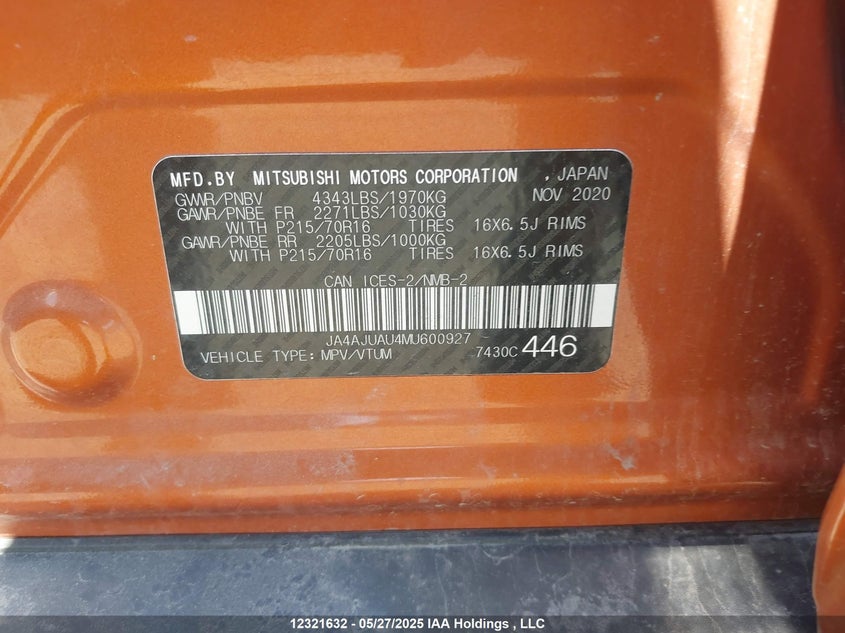 MFD.BY MITSUBISHI MOTORS CORPORATION , JAPAN
GVWR/PNBV 4343LBS/1970KG NOV 2020
GAWR/PNBE FR 2271LBS/1030KG
WITH P215/70R16 TIRES 16X6.5J RIMS
GAWR/PNBE RR 2205LBS/1000KG
WITH P215/70R16 TIRES 16X6.5J RIMS
CAN ICES-2/NMB-2
JA4AJUAU4MU600927
VEHICLE TYPE: MPV/VTUM 7430C 446
12321632 - 05/27/2025 IAA Holdings , LLC